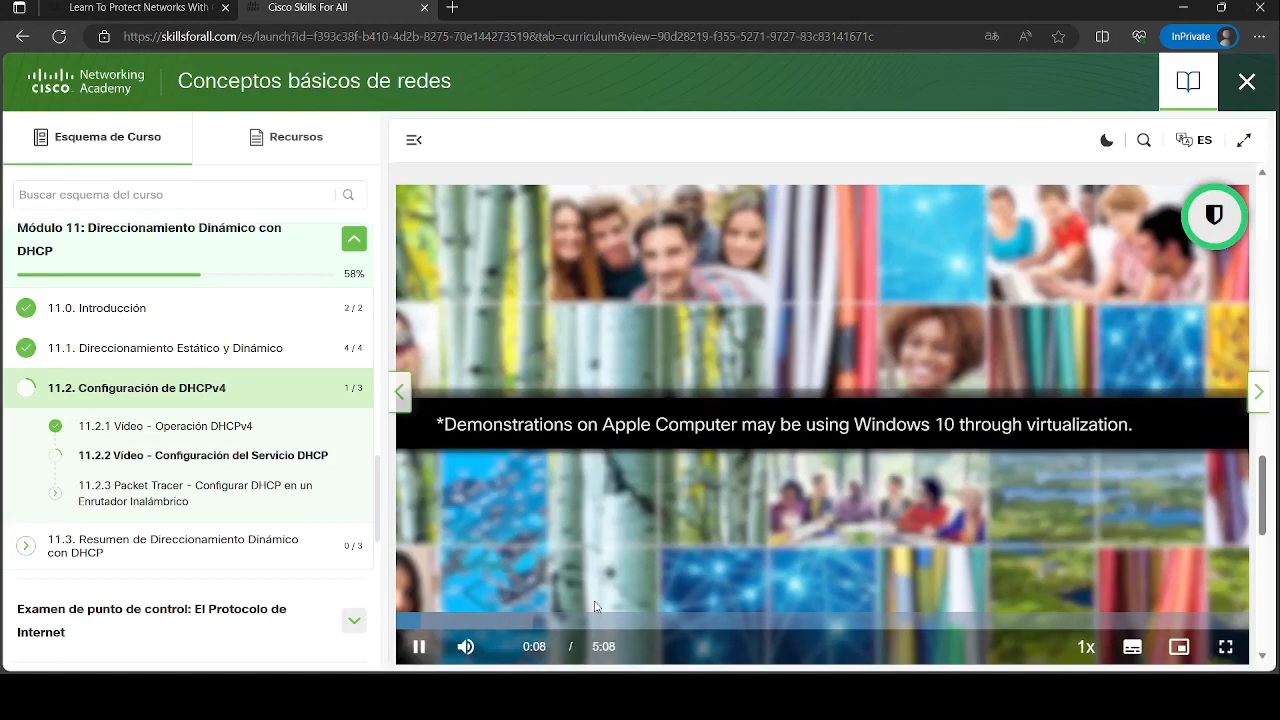 Learn To Protect Networks With
Cisco Skills For All
https://skillsforall.com/es/launch?id=f393c38f-b410-4d2b-8275-70e144273519&tab=curriculum&view=90d28219-f355-5271-9727-83c83141671c
InPrivate
Networking
CISCO Academy
Conceptos básicos de redes
Esquema de Curso
Recursos
ES
Buscar esquema del curso
Módulo 11: Direccionamiento Dinámico con
DHCP
58%
11.0. Introducción 2 / 2
11.1. Direccionamiento Estático y Dinámico 4 / 4
11.2. Configuración de DHCPv4 1 / 3
11.2.1 Vídeo - Operación DHCPv4
11.2.2 Vídeo - Configuración del Servicio DHCP
11.2.3 Packet Tracer - Configurar DHCP en un
Enrutador Inalámbrico
11.3. Resumen de Direccionamiento Dinámico
con DHCP
0 / 3
Examen de punto de control: El Protocolo de
Internet
*Demonstrations on Apple Computer may be using Windows 10 through virtualization.
0:08 / 5:08
1x